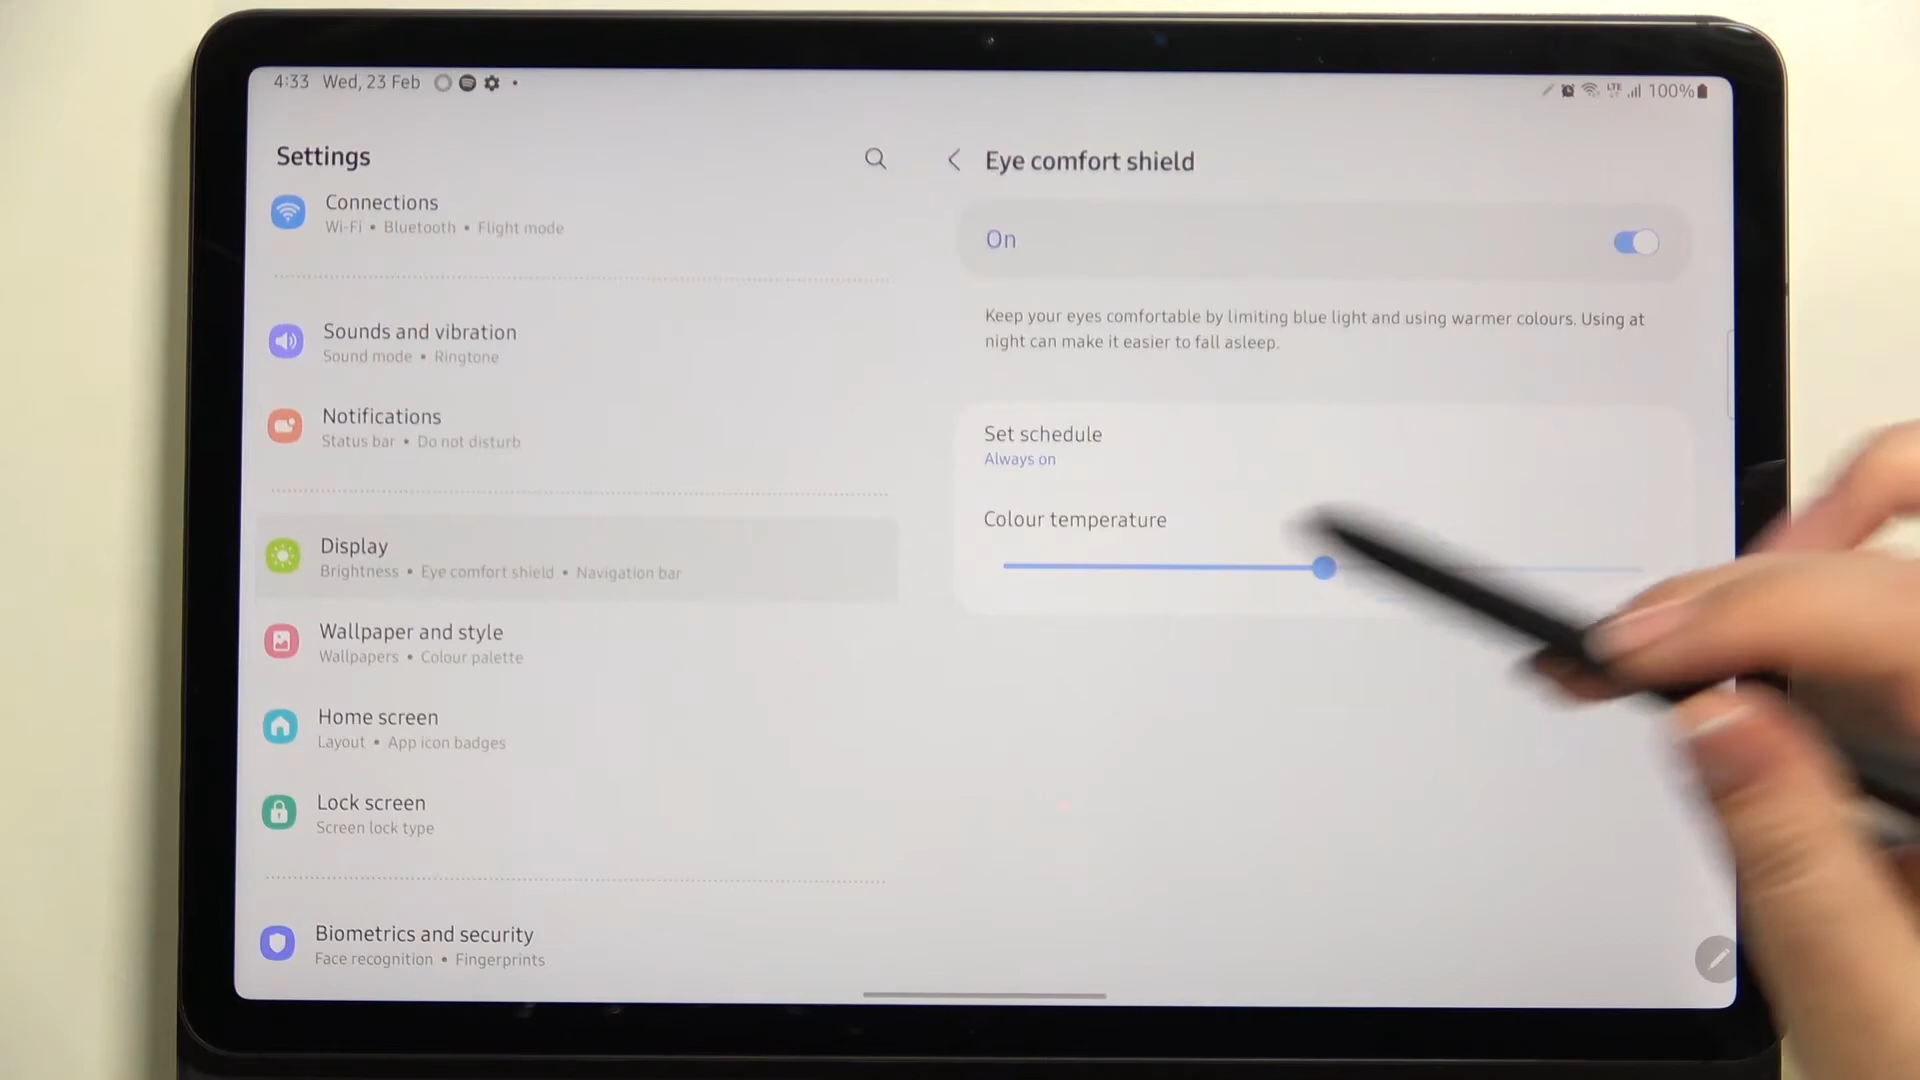 4:33 Wed, 23 Feb
LTE 100%
Settings
Connections
Wi-Fi • Bluetooth • Flight mode
Sounds and vibration
Sound mode • Ringtone
Notifications
Status bar • Do not disturb
Display
Brightness • Eye comfort shield • Navigation bar
Wallpaper and style
Wallpapers • Colour palette
Home screen
Layout • App icon badges
Lock screen
Screen lock type
Biometrics and security
Face recognition • Fingerprints
Eye comfort shield
On
Keep your eyes comfortable by limiting blue light and using warmer colours. Using at
night can make it easier to fall asleep.
Set schedule
Always on
Colour temperature